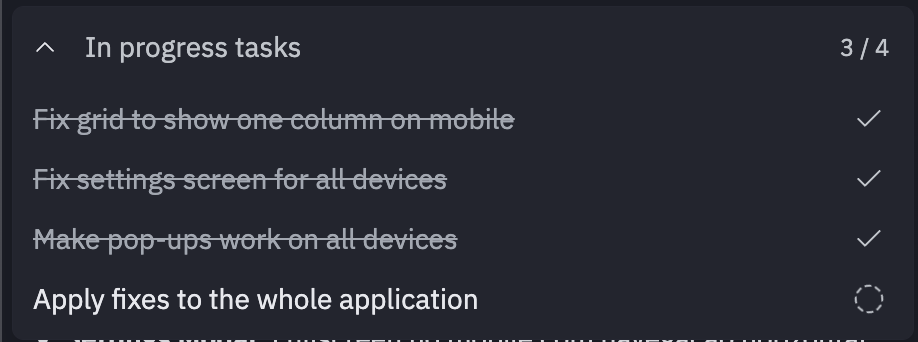 In progress tasks
3 / 4
Fix grid to show one column on mobile
Fix settings screen for all devices
Make pop-ups work on all devices
Apply fixes to the whole application